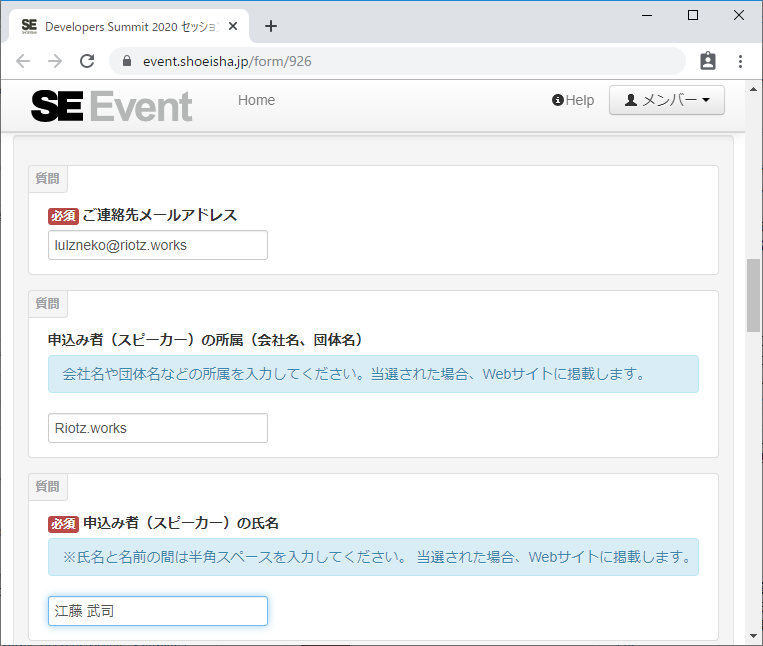 SE Developers Summit 2020 セッショ
event.shoeisha.jp/form/926
SE Event Home Help メンバー
質問
必須 ご連絡先メールアドレス
lulzneko@riotz.works
質問
申込み者（スピーカー）の所属（会社名、団体名）
会社名や団体名などの所属を入力してください。当選された場合、Webサイトに掲載します。
Riotz.works
質問
必須 申込み者（スピーカー）の氏名
※氏名と名前の間は半角スペースを入力してください。 当選された場合、Webサイトに掲載します。
江藤 武司